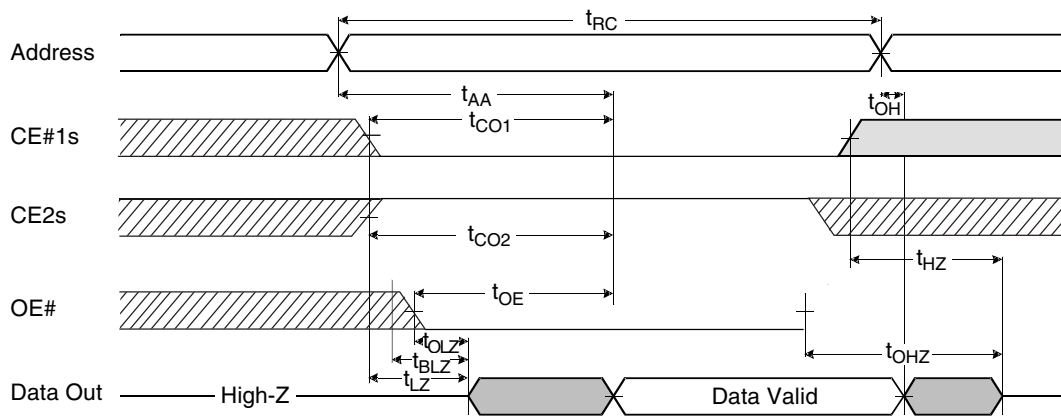 tRC
Address
tAA
tOH
tCO1
CE#1s
CE2s
tCO2
tHZ
tOE
OE#
tOLZ
tOHZ
tBLZ
tLZ
Data Out
High-Z
Data Valid